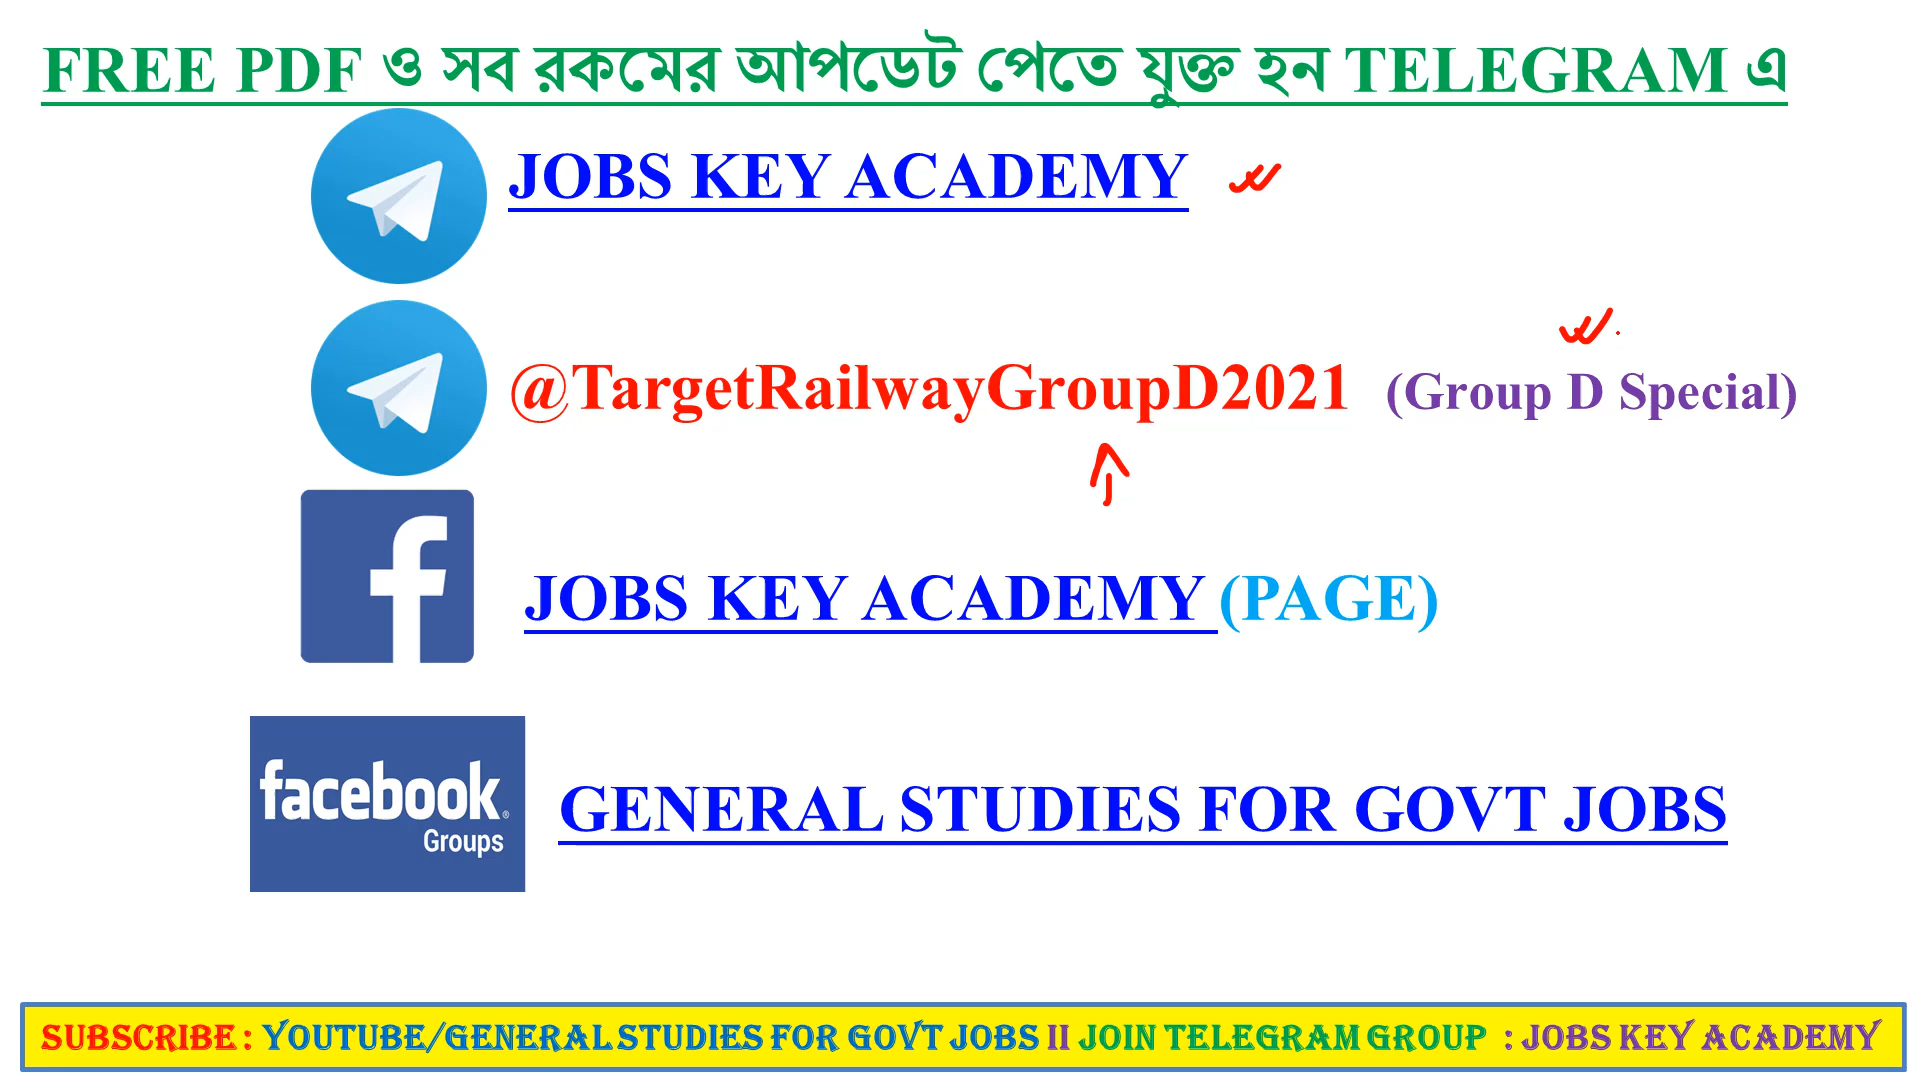 FREE PDF ও সব রকমের আপডেট পেতে যুক্ত হন TELEGRAM এ
JOBS KEY ACADEMY
@TargetRailwayGroupD2021 (Group D Special)
JOBS KEY ACADEMY (PAGE)
facebook®
Groups
GENERAL STUDIES FOR GOVT JOBS
SUBSCRIBE : YOUTUBE/GENERAL STUDIES FOR GOVT JOBS II JOIN TELEGRAM GROUP : JOBS KEY ACADEMY